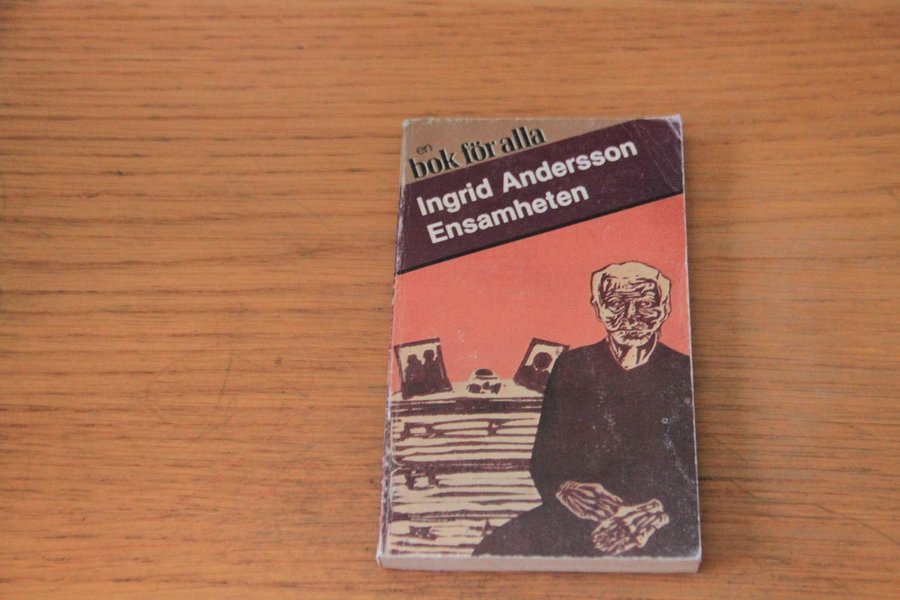 en
bok för alla
Ingrid Andersson
Ensamheten